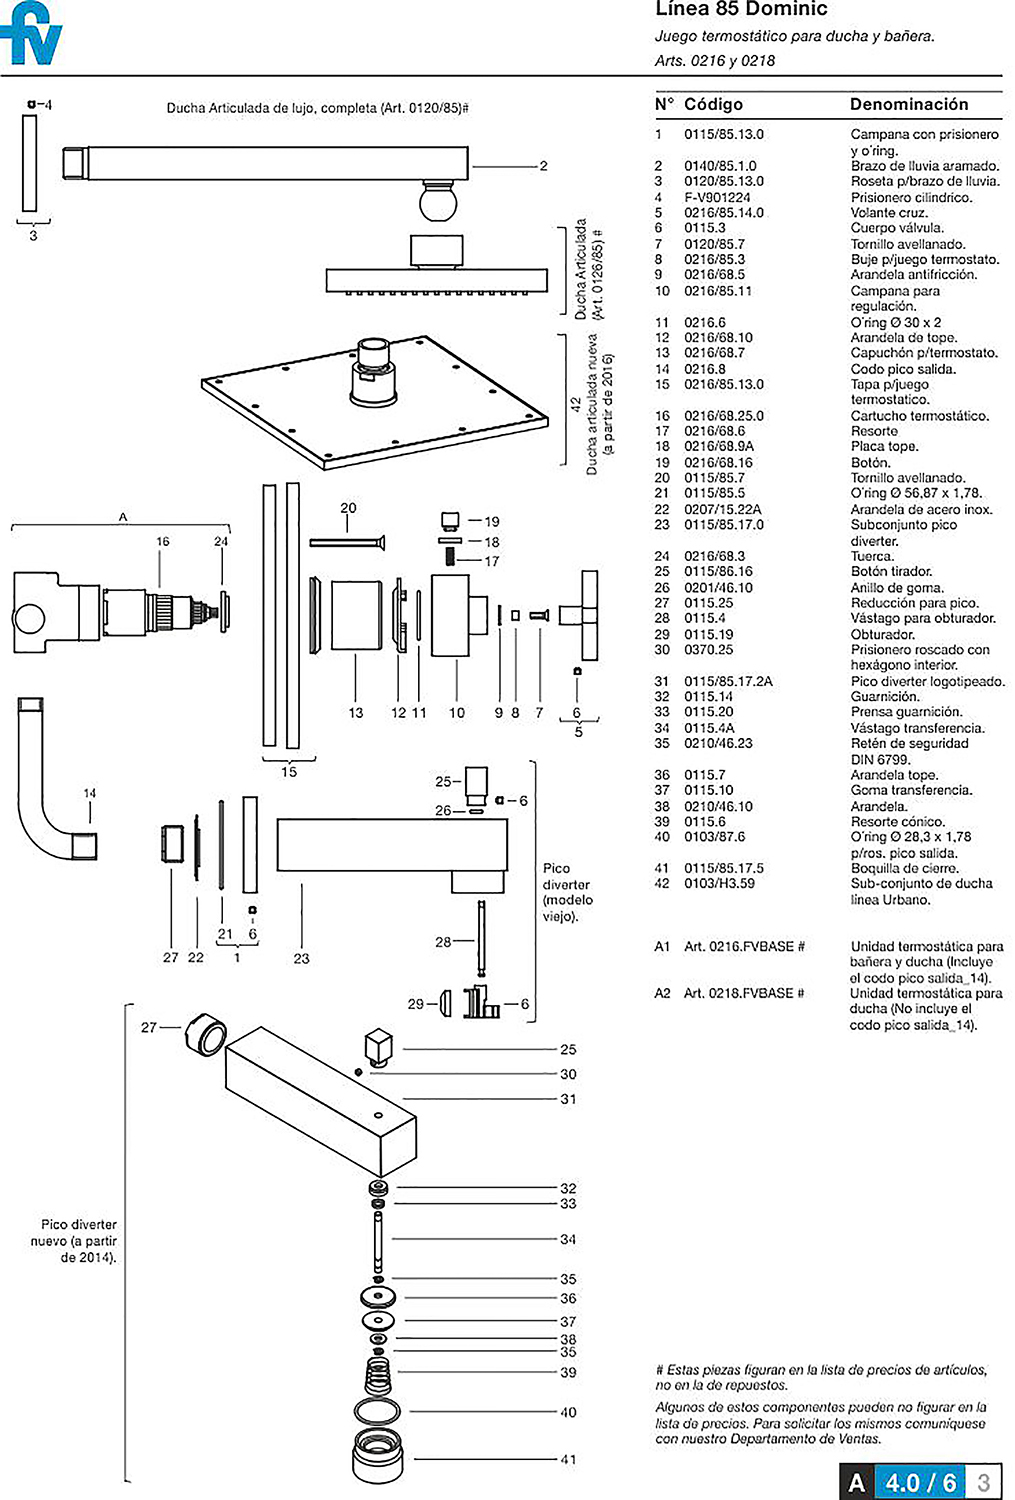 fv
Línea 85 Dominic
Juego termostático para ducha y bañera.
Arts. 0216 y 0218
Ducha Articulada de lujo, completa (Art. 0120/85)#
4
2
3
Ducha Articulada
(Art. 0126/85) #
42
Ducha articulada nueva
(a partir de 2016)
A
16
24
20
19
18
17
13
12
11
10
9
8
7
6
5
15
14
25
6
26
Pico
diverter
(modelo
viejo).
21
6
27
22
1
23
28
29
6
27
25
30
31
32
33
Pico diverter
nuevo (a partir
de 2014).
34
35
36
37
38
35
39
40
41
N° Código Denominación
1 0115/85.13.0 Campana con prisionero
y o'ring.
2 0140/85.1.0 Brazo de lluvia aramado.
3 0120/85.13.0 Roseta p/brazo de lluvia.
4 F-V901224 Prisionero cilindrico.
5 0216/85.14.0 Volante cruz.
6 0115.3 Cuerpo válvula.
7 0120/85.7 Tornillo avellanado.
8 0216/85.3 Buje p/juego termostato.
9 0216/68.5 Arandela antifricción.
10 0216/85.11 Campana para
regulación.
11 0216.6 O'ring Ø 30 x 2
12 0216/68.10 Arandela de tope.
13 0216/68.7 Capuchón p/termostato.
14 0216.8 Codo pico salida.
15 0216/85.13.0 Tapa p/juego
termostatico.
16 0216/68.25.0 Cartucho termostático.
17 0216/68.6 Resorte
18 0216/68.9A Placa tope.
19 0216/68.16 Botón.
20 0115/85.7 Tornillo avellanado.
21 0115/85.5 O'ring Ø 56,87 x 1,78.
22 0207/15.22A Arandela de acero inox.
23 0115/85.17.0 Subconjunto pico
diverter.
24 0216/68.3 Tuerca.
25 0115/86.16 Botón tirador.
26 0201/46.10 Anillo de goma.
27 0115.25 Reducción para pico.
28 0115.4 Vástago para obturador.
29 0115.19 Obturador.
30 0370.25 Prisionero roscado con
hexágono interior.
31 0115/85.17.2A Pico diverter logotipeado.
32 0115.14 Guarnición.
33 0115.20 Prensa guarnición.
34 0115.4A Vástago transferencia.
35 0210/46.23 Retén de seguridad
DIN 6799.
36 0115.7 Arandela tope.
37 0115.10 Goma transferencia.
38 0210/46.10 Arandela.
39 0115.6 Resorte cónico.
40 0103/87.6 O'ring Ø 28,3 x 1,78
p/ros. pico salida.
41 0115/85.17.5 Boquilla de cierre.
42 0103/H3.59 Sub-conjunto de ducha
línea Urbano.
A1 Art. 0216.FVBASE # Unidad termostática para
bañera y ducha (Incluye
el codo pico salida_14).
A2 Art. 0218.FVBASE # Unidad termostática para
ducha (No incluye el
codo pico salida_14).
# Estas piezas figuran en la lista de precios de artículos,
no en la de repuestos.
Algunos de estos componentes pueden no figurar en la
lista de precios. Para solicitar los mismos comuníquese
con nuestro Departamento de Ventas.
A 4.0 / 6 3